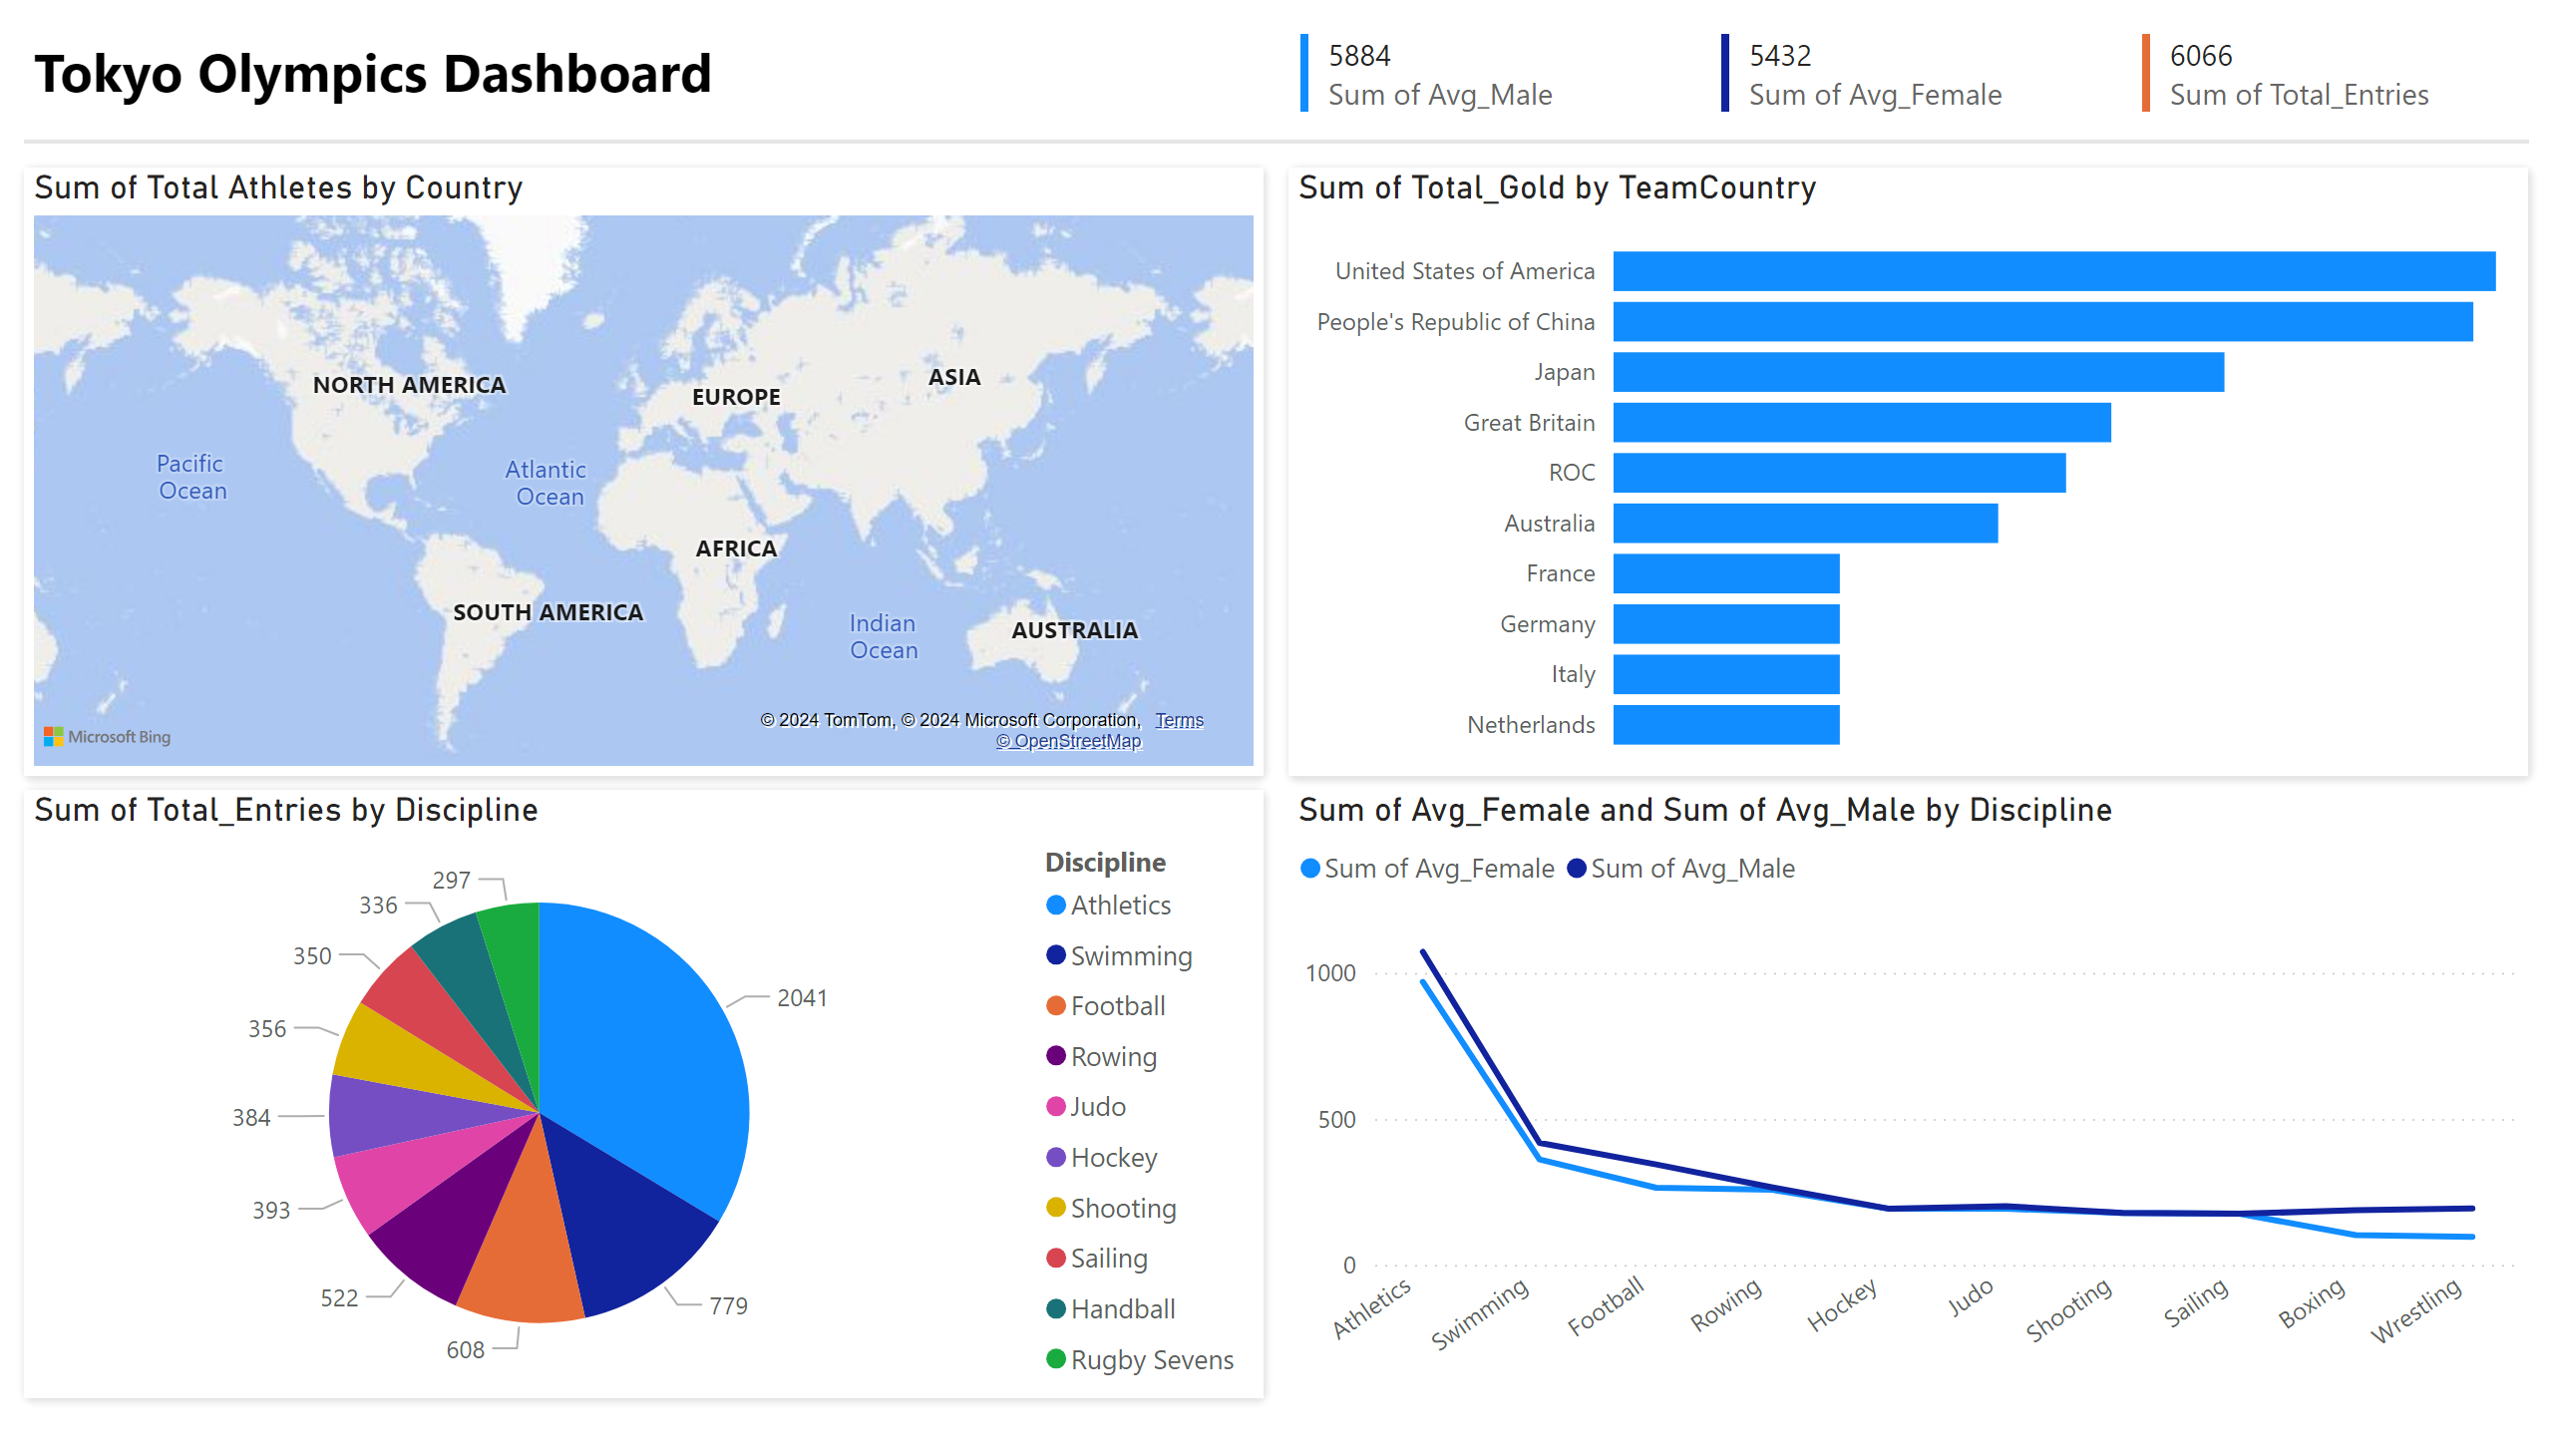 Tokyo Olympics Dashboard
5884
Sum of Avg_Male
5432
Sum of Avg_Female
6066
Sum of Total_Entries
Sum of Total Athletes by Country
NORTH AMERICA
EUROPE
ASIA
Pacific
Ocean
Atlantic
Ocean
AFRICA
SOUTH AMERICA
Indian
Ocean
AUSTRALIA
Microsoft Bing
© 2024 TomTom, © 2024 Microsoft Corporation, Terms
© OpenStreetMap
Sum of Total_Gold by TeamCountry
United States of America
People's Republic of China
Japan
Great Britain
ROC
Australia
France
Germany
Italy
Netherlands
Sum of Total_Entries by Discipline
297
336
350
356
384
393
522
608
779
2041
Discipline
Athletics
Swimming
Football
Rowing
Judo
Hockey
Shooting
Sailing
Handball
Rugby Sevens
Sum of Avg_Female and Sum of Avg_Male by Discipline
Sum of Avg_Female Sum of Avg_Male
1000
500
0
Athletics
Swimming
Football
Rowing
Hockey
Judo
Shooting
Sailing
Boxing
Wrestling